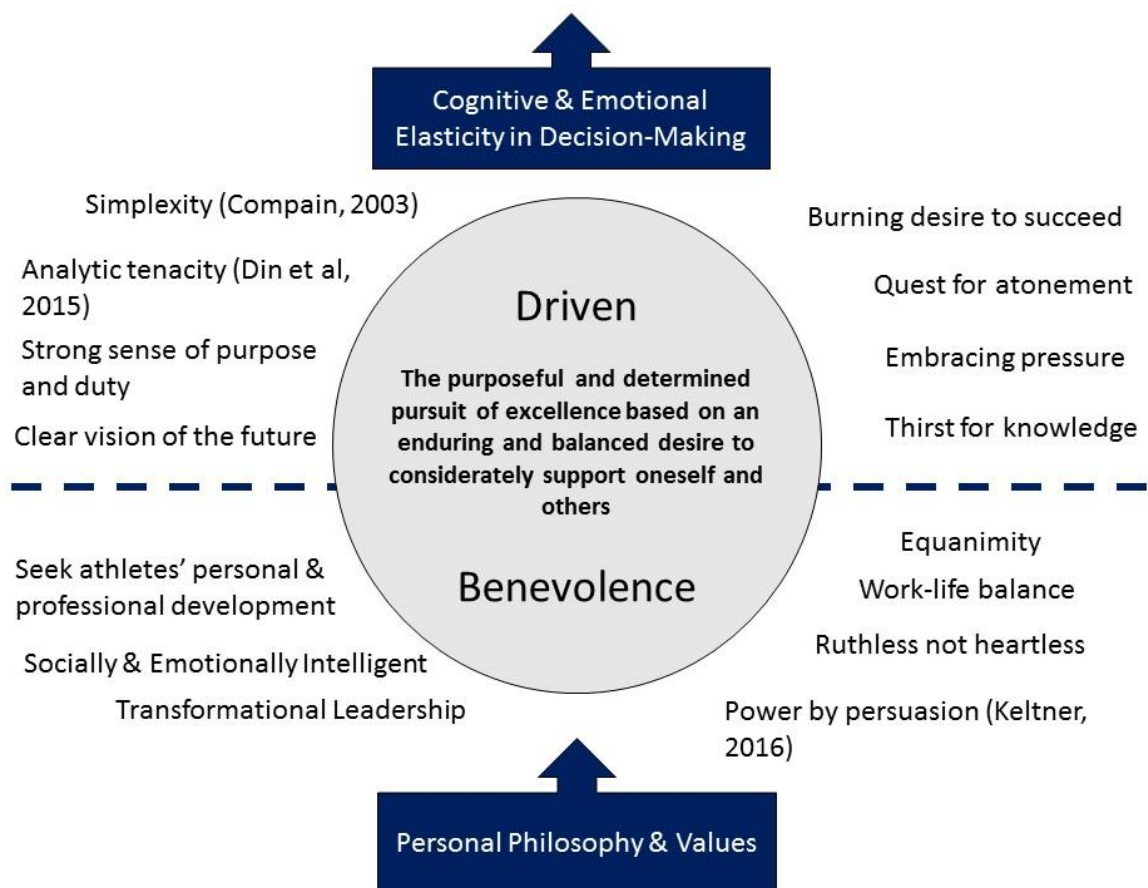 Cognitive & Emotional
Elasticity in Decision-Making
Simplexity (Compain, 2003)
Analytic tenacity (Din et al,
2015)
Strong sense of purpose
and duty
Clear vision of the future
Burning desire to succeed
Quest for atonement
Embracing pressure
Thirst for knowledge
Driven
The purposeful and determined
pursuit of excellence based on an
enduring and balanced desire to
considerately support oneself and
others
Benevolence
Seek athletes’ personal &
professional development
Socially & Emotionally Intelligent
Transformational Leadership
Equanimity
Work-life balance
Ruthless not heartless
Power by persuasion (Keltner,
2016)
Personal Philosophy & Values